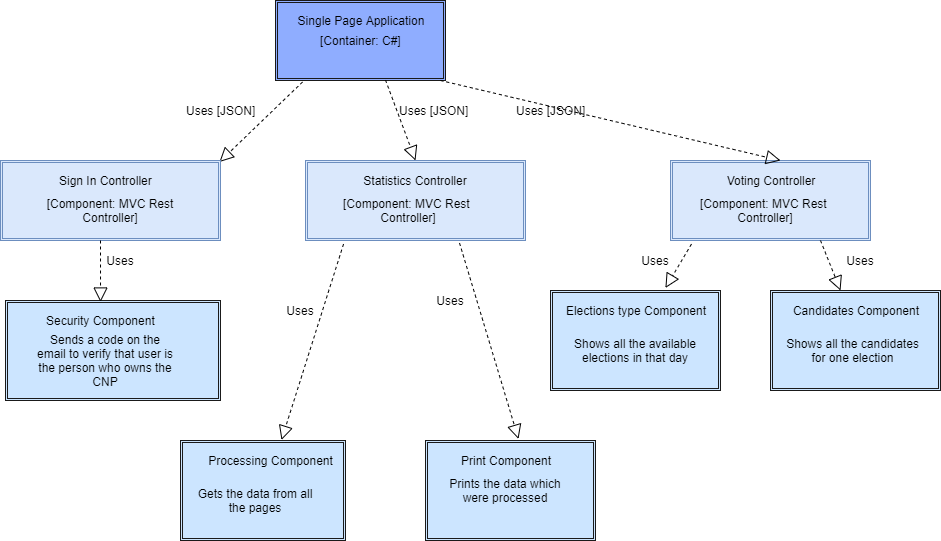 Single Page Application
[Container: C#]
Uses [JSON]
Uses [JSON]
Uses [JSON]
Sign In Controller
[Component: MVC Rest
Controller]
Statistics Controller
[Component: MVC Rest
Controller]
Voting Controller
[Component: MVC Rest
Controller]
Uses
Uses
Uses
Uses
Uses
Security Component
Sends a code on the
email to verify that user is
the person who owns the
CNP
Elections type Component
Shows all the available
elections in that day
Candidates Component
Shows all the candidates
for one election
Processing Component
Gets the data from all
the pages
Print Component
Prints the data which
were processed